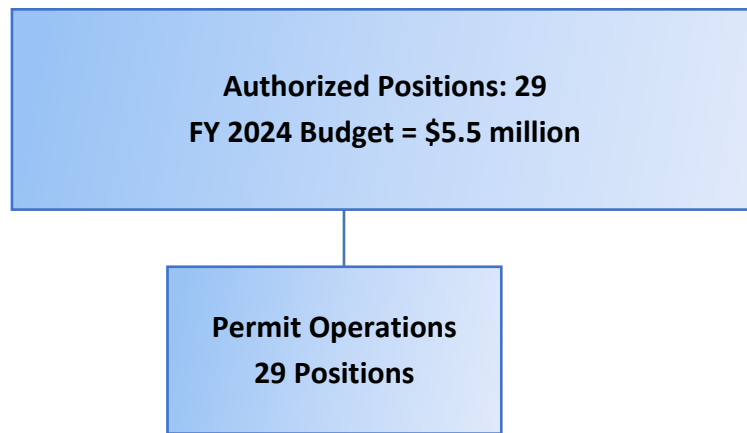 Authorized Positions: 29
FY 2024 Budget = $5.5 million
Permit Operations
29 Positions